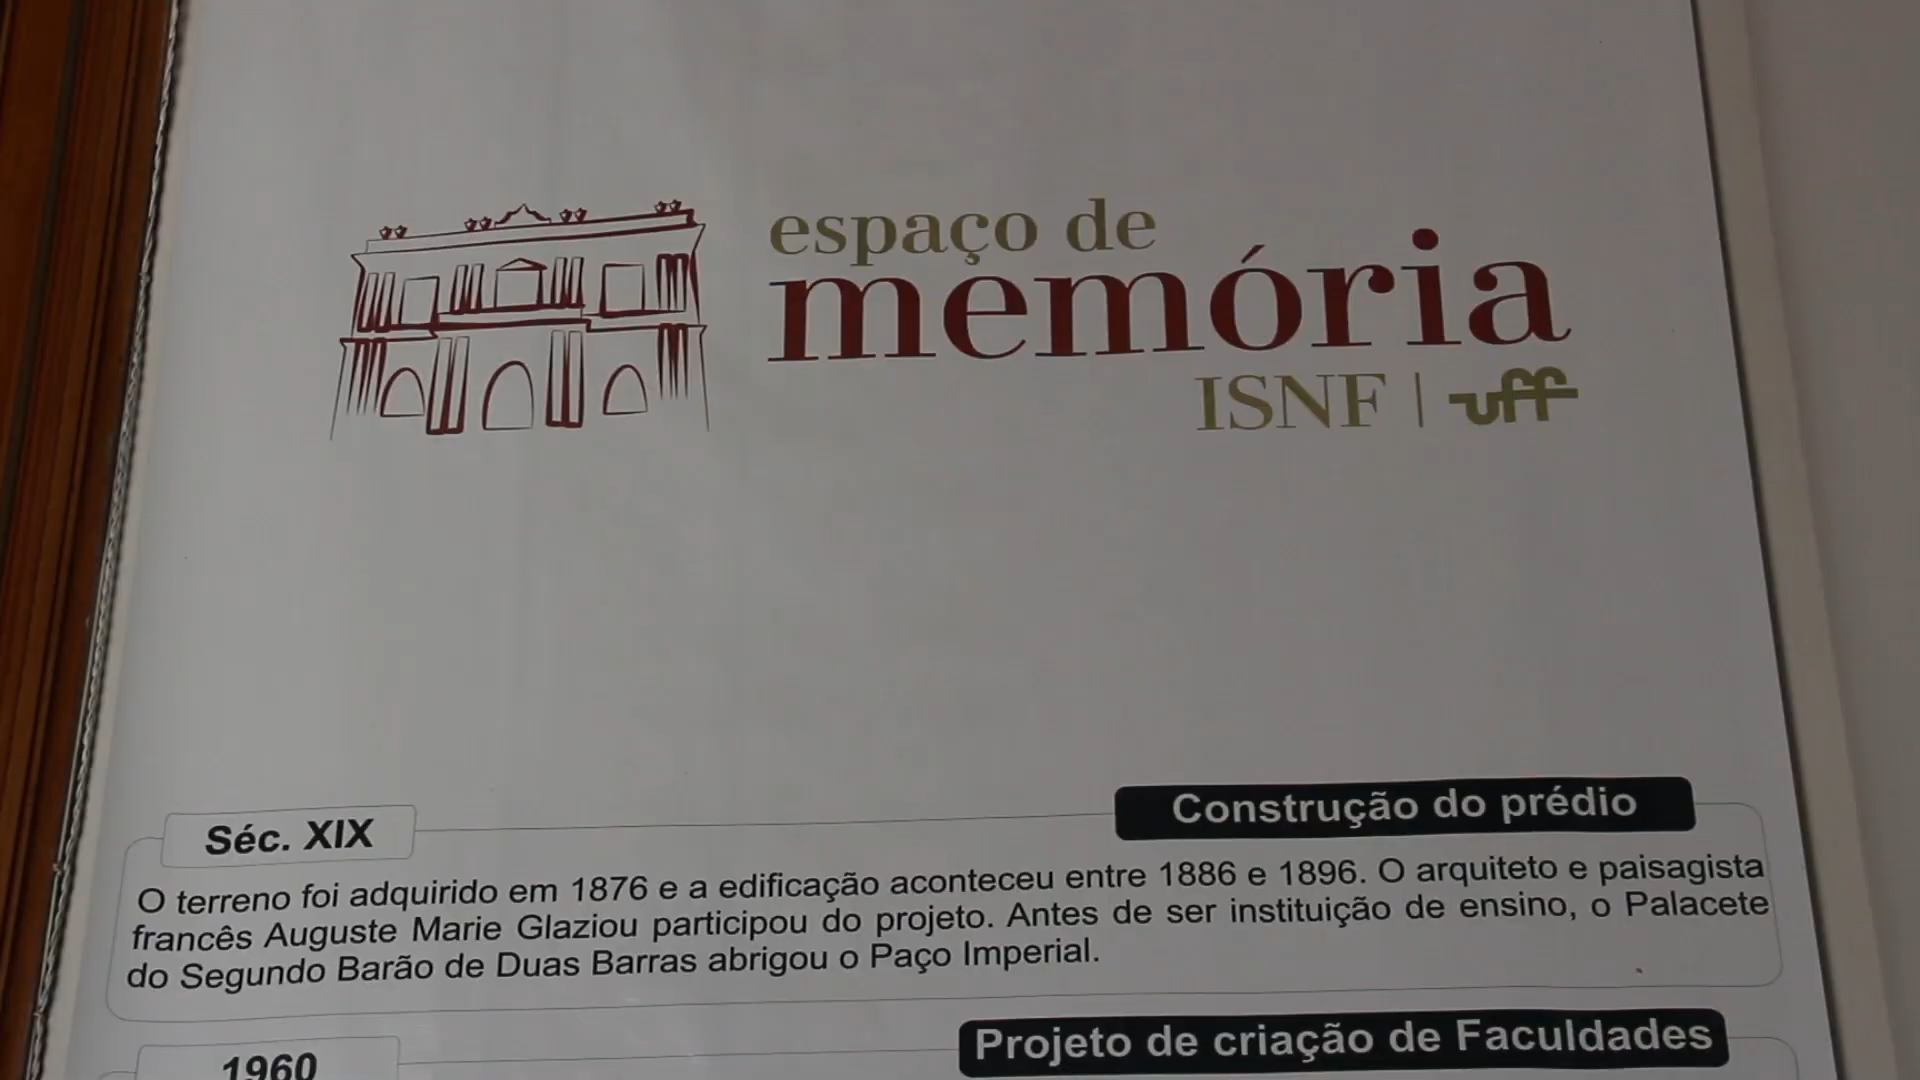 espaço de
memória
ISNF | uff
Séc. XIX
Construção do prédio
O terreno foi adquirido em 1876 e a edificação aconteceu entre 1886 e 1896. O arquiteto e paisagista
francês Auguste Marie Glaziou participou do projeto. Antes de ser instituição de ensino, o Palacete
do Segundo Barão de Duas Barras abrigou o Paço Imperial.
1960
Projeto de criação de Faculdades